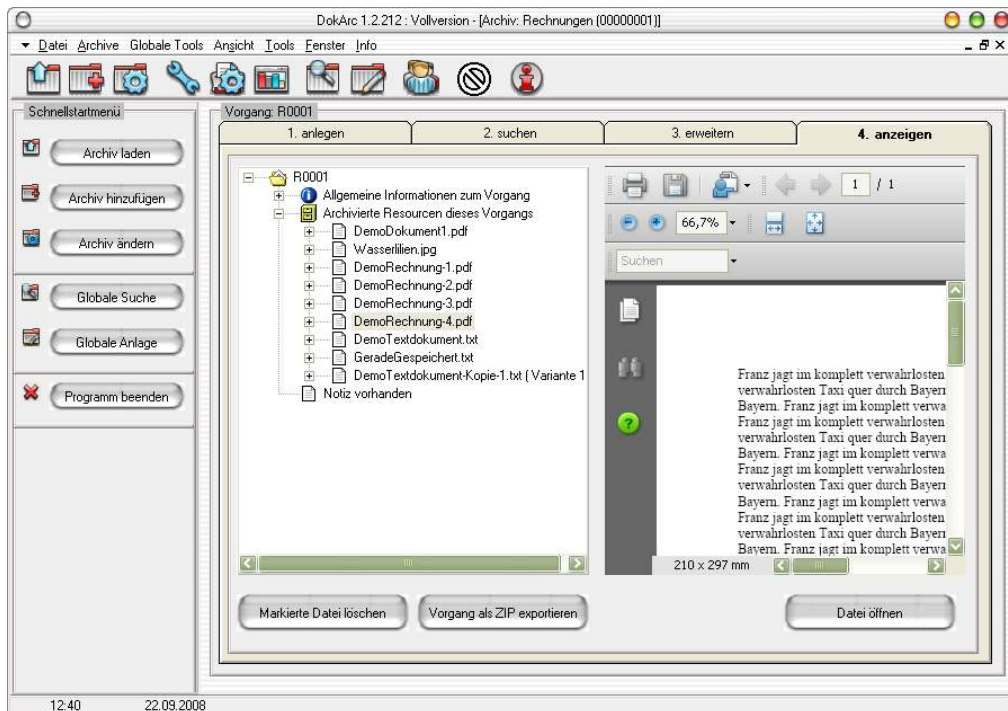 DokArc 1.2.212 : Vollversion - [Archiv: Rechnungen (00000001)]
Datei Archive Globale Tools Ansicht Tools Fenster Info
Schnellstartmenü
Archiv laden
Archiv hinzufügen
Archiv ändern
Globale Suche
Globale Anlage
Programm beenden
Vorgang: R0001
1. anlegen 2. suchen 3. erweitern 4. anzeigen
R0001
Allgemeine Informationen zum Vorgang
Archivierte Resourcen dieses Vorgangs
DemoDokument1.pdf
Wasserlilien.jpg
DemoRechnung-1.pdf
DemoRechnung-2.pdf
DemoRechnung-3.pdf
DemoRechnung-4.pdf
DemoTextdokument.txt
GeradeGespeichert.txt
DemoTextdokument-Kopie-1.txt ( Variante 1
Notiz vorhanden
1 / 1
66,7%
Suchen
Franz jagt im komplett verwahrlosten
verwahrlosten Taxi quer durch Bayern
Bayern. Franz jagt im komplett verwa
Franz jagt im komplett verwahrlosten
verwahrlosten Taxi quer durch Bayern
Bayern. Franz jagt im komplett verwa
Franz jagt im komplett verwahrlosten
verwahrlosten Taxi quer durch Bayern
Bayern. Franz jagt im komplett verwa
Franz jagt im komplett verwahrlosten
verwahrlosten Taxi quer durch Bayern
Bayern. Franz jagt im komplett verwa
210 x 297 mm
Markierte Datei löschen
Vorgang als ZIP exportieren
Datei öffnen
12:40 22.09.2008